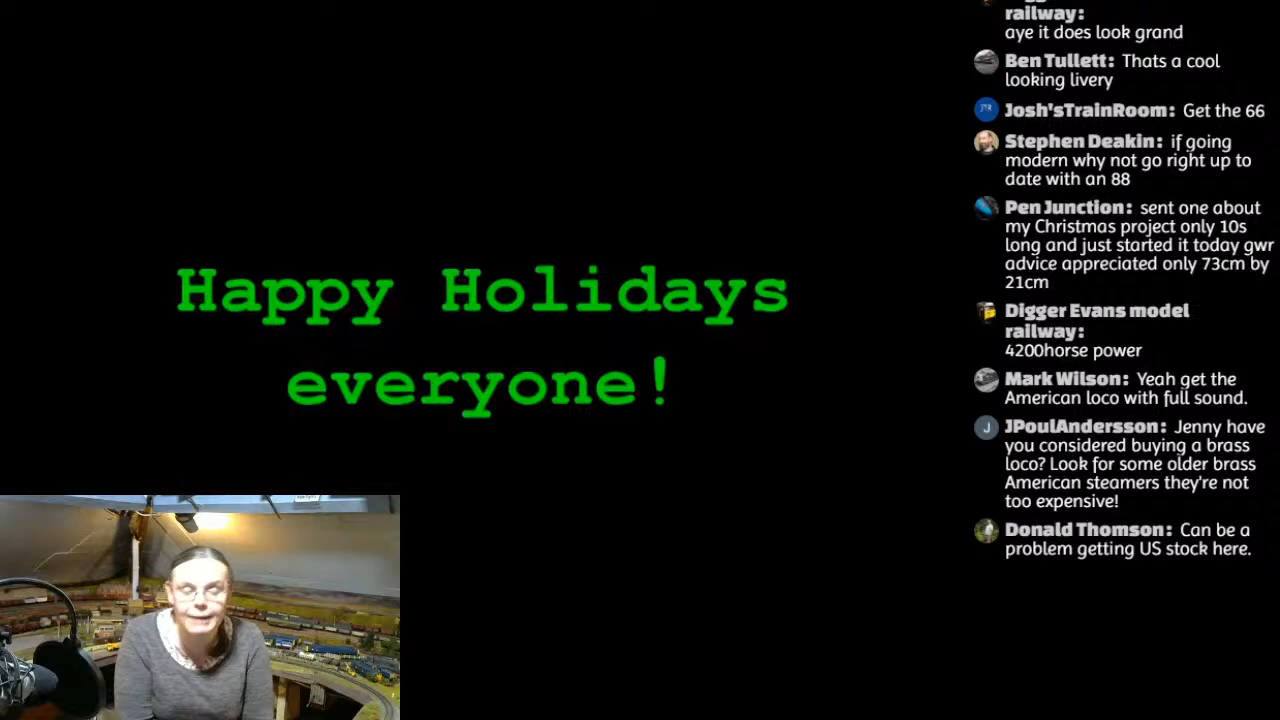 railway:
aye it does look grand
Ben Tullett: Thats a cool
looking livery
Josh'sTrainRoom: Get the 66
Stephen Deakin: if going
modern why not go right up to
date with an 88
Pen Junction: sent one about
my Christmas project only 10s
long and just started it today gwr
advice appreciated only 73cm by
21cm
Digger Evans model
railway:
4200horse power
Mark Wilson: Yeah get the
American loco with full sound.
J
JPoulAndersson: Jenny have
you considered buying a brass
loco? Look for some older brass
American steamers they're not
too expensive!
Donald Thomson: Can be a
problem getting US stock here.
Happy Holidays
everyone!